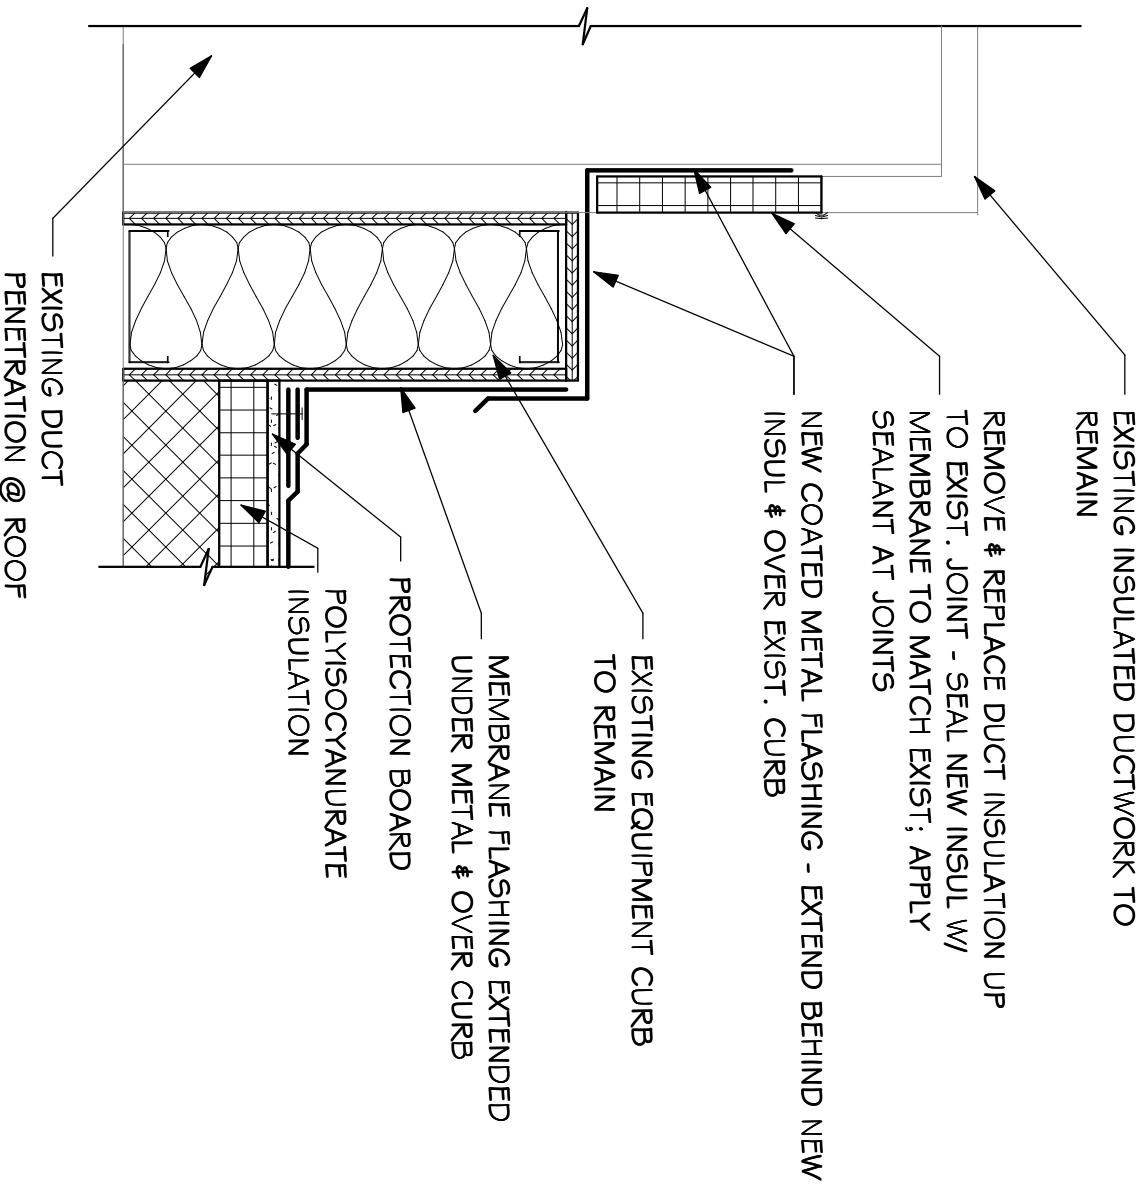 EXISTING INSULATED DUCTWORK TO
REMAIN
REMOVE & REPLACE DUCT INSULATION UP
TO EXIST. JOINT - SEAL NEW INSUL W/
MEMBRANE TO MATCH EXIST; APPLY
SEALANT AT JOINTS
NEW COATED METAL FLASHING - EXTEND BEHIND NEW
INSUL & OVER EXIST. CURB
EXISTING EQUIPMENT CURB
TO REMAIN
MEMBRANE FLASHING EXTENDED
UNDER METAL & OVER CURB
PROTECTION BOARD
POLYISOCYANURATE
INSULATION
EXISTING DUCT
PENETRATION @ ROOF